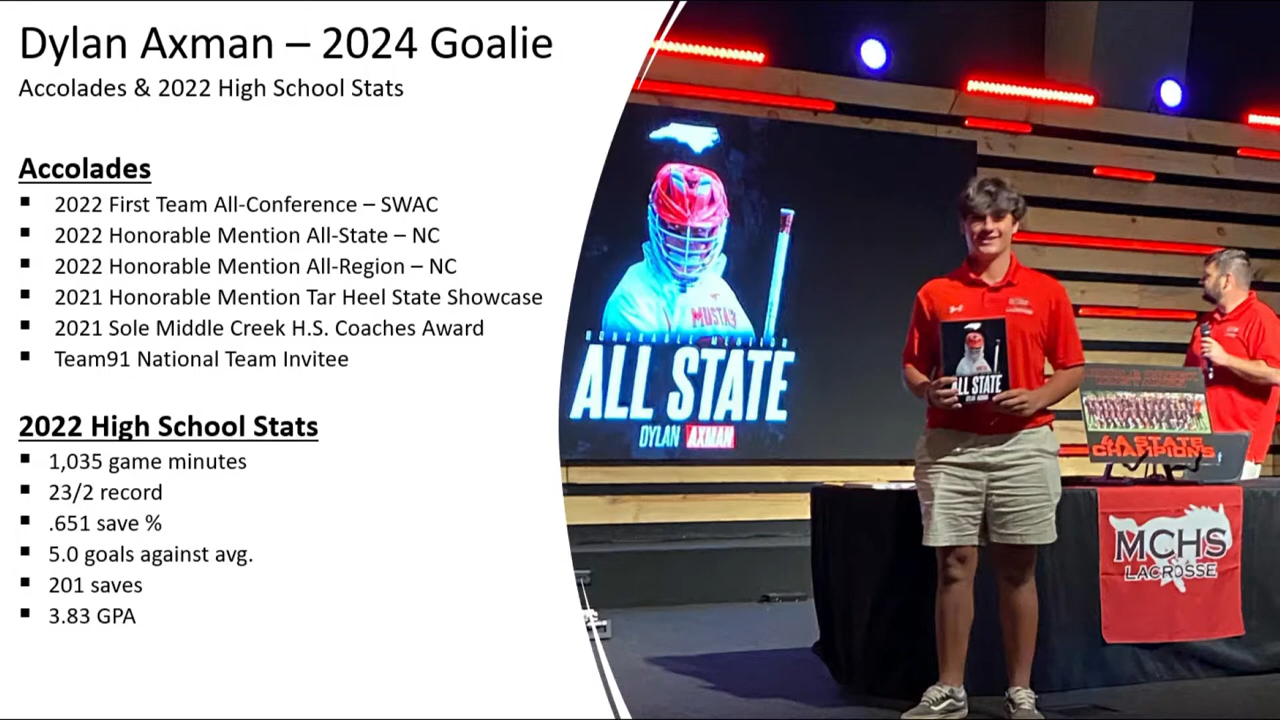 Dylan Axman – 2024 Goalie
Accolades & 2022 High School Stats
Accolades
▪ 2022 First Team All-Conference – SWAC
▪ 2022 Honorable Mention All-State – NC
▪ 2022 Honorable Mention All-Region – NC
▪ 2021 Honorable Mention Tar Heel State Showcase
▪ 2021 Sole Middle Creek H.S. Coaches Award
▪ Team91 National Team Invitee
2022 High School Stats
▪ 1,035 game minutes
▪ 23/2 record
▪ .651 save %
▪ 5.0 goals against avg.
▪ 201 saves
▪ 3.83 GPA
HONORABLE MENTION
ALL STATE
DYLAN AXMAN
ALL STATE
DYLAN AXMAN
4A STATE
CHAMPIONS
MCHS
LACROSSE